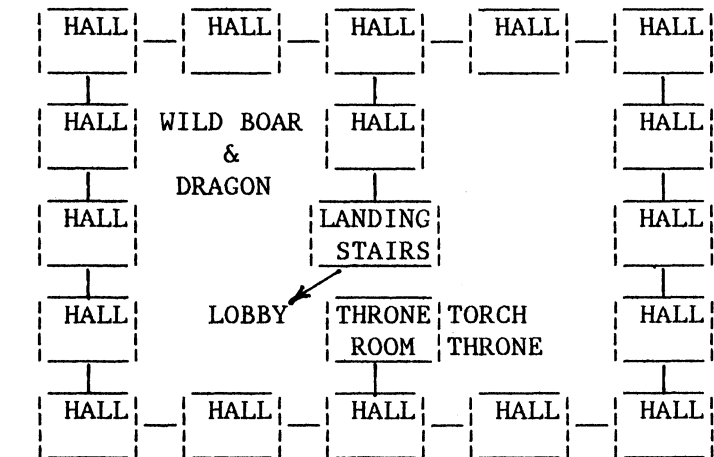 HALL HALL HALL HALL HALL
HALL WILD BOAR HALL HALL
&
DRAGON
HALL LANDING HALL
STAIRS
HALL LOBBY THRONE TORCH HALL
ROOM THRONE
HALL HALL HALL HALL HALL